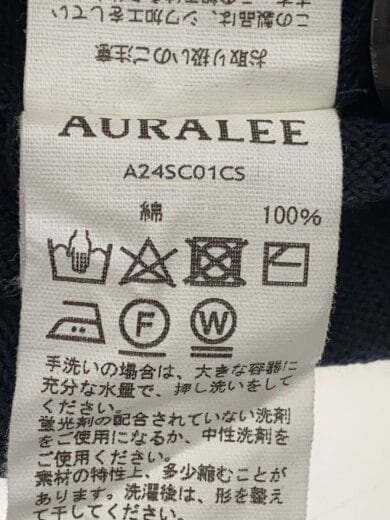 お取り扱いのご注意
この製品は、シワ加工をしてい
AURALEE
A24SC01CS
綿 100%
F W
手洗いの場合は、大きな容器に
充分な水量で、押し洗いをして
ください。
蛍光剤の配合されていない洗剤
をご使用になるか、中性洗剤を
ご使用ください。
素材の特性上、多少縮むことが
あります。洗濯後は、形を整え
て干してください。